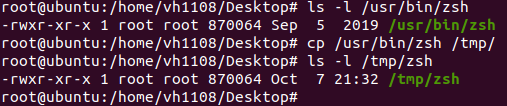 root@ubuntu:/home/vh1108/Desktop# ls -l /usr/bin/zsh
-rwxr-xr-x 1 root root 870064 Sep  5  2019 /usr/bin/zsh
root@ubuntu:/home/vh1108/Desktop# cp /usr/bin/zsh /tmp/
root@ubuntu:/home/vh1108/Desktop# ls -l /tmp/zsh
-rwxr-xr-x 1 root root 870064 Oct  7 21:32 /tmp/zsh
root@ubuntu:/home/vh1108/Desktop#